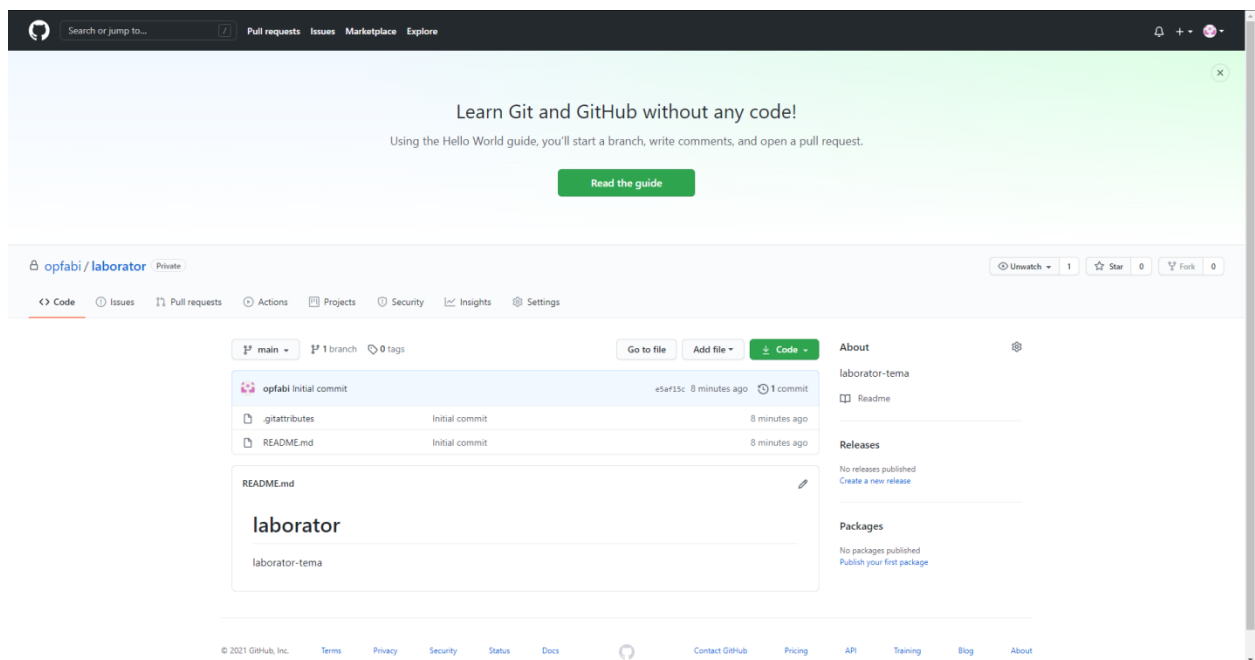 Search or jump to... / Pull requests Issues Marketplace Explore
Learn Git and GitHub without any code!
Using the Hello World guide, you'll start a branch, write comments, and open a pull request.
Read the guide
opfabi / laborator Private
Unwatch 1 Star 0 Fork 0
<> Code Issues Pull requests Actions Projects Security Insights Settings
main 1 branch 0 tags Go to file Add file Code
About
laborator-tema
Readme
opfabi Initial commit e5af15c 8 minutes ago 1 commit
.gitattributes Initial commit 8 minutes ago
README.md Initial commit 8 minutes ago
Releases
No releases published
Create a new release
README.md
laborator
laborator-tema
Packages
No packages published
Publish your first package
© 2021 GitHub, Inc. Terms Privacy Security Status Docs Contact GitHub Pricing API Training Blog About